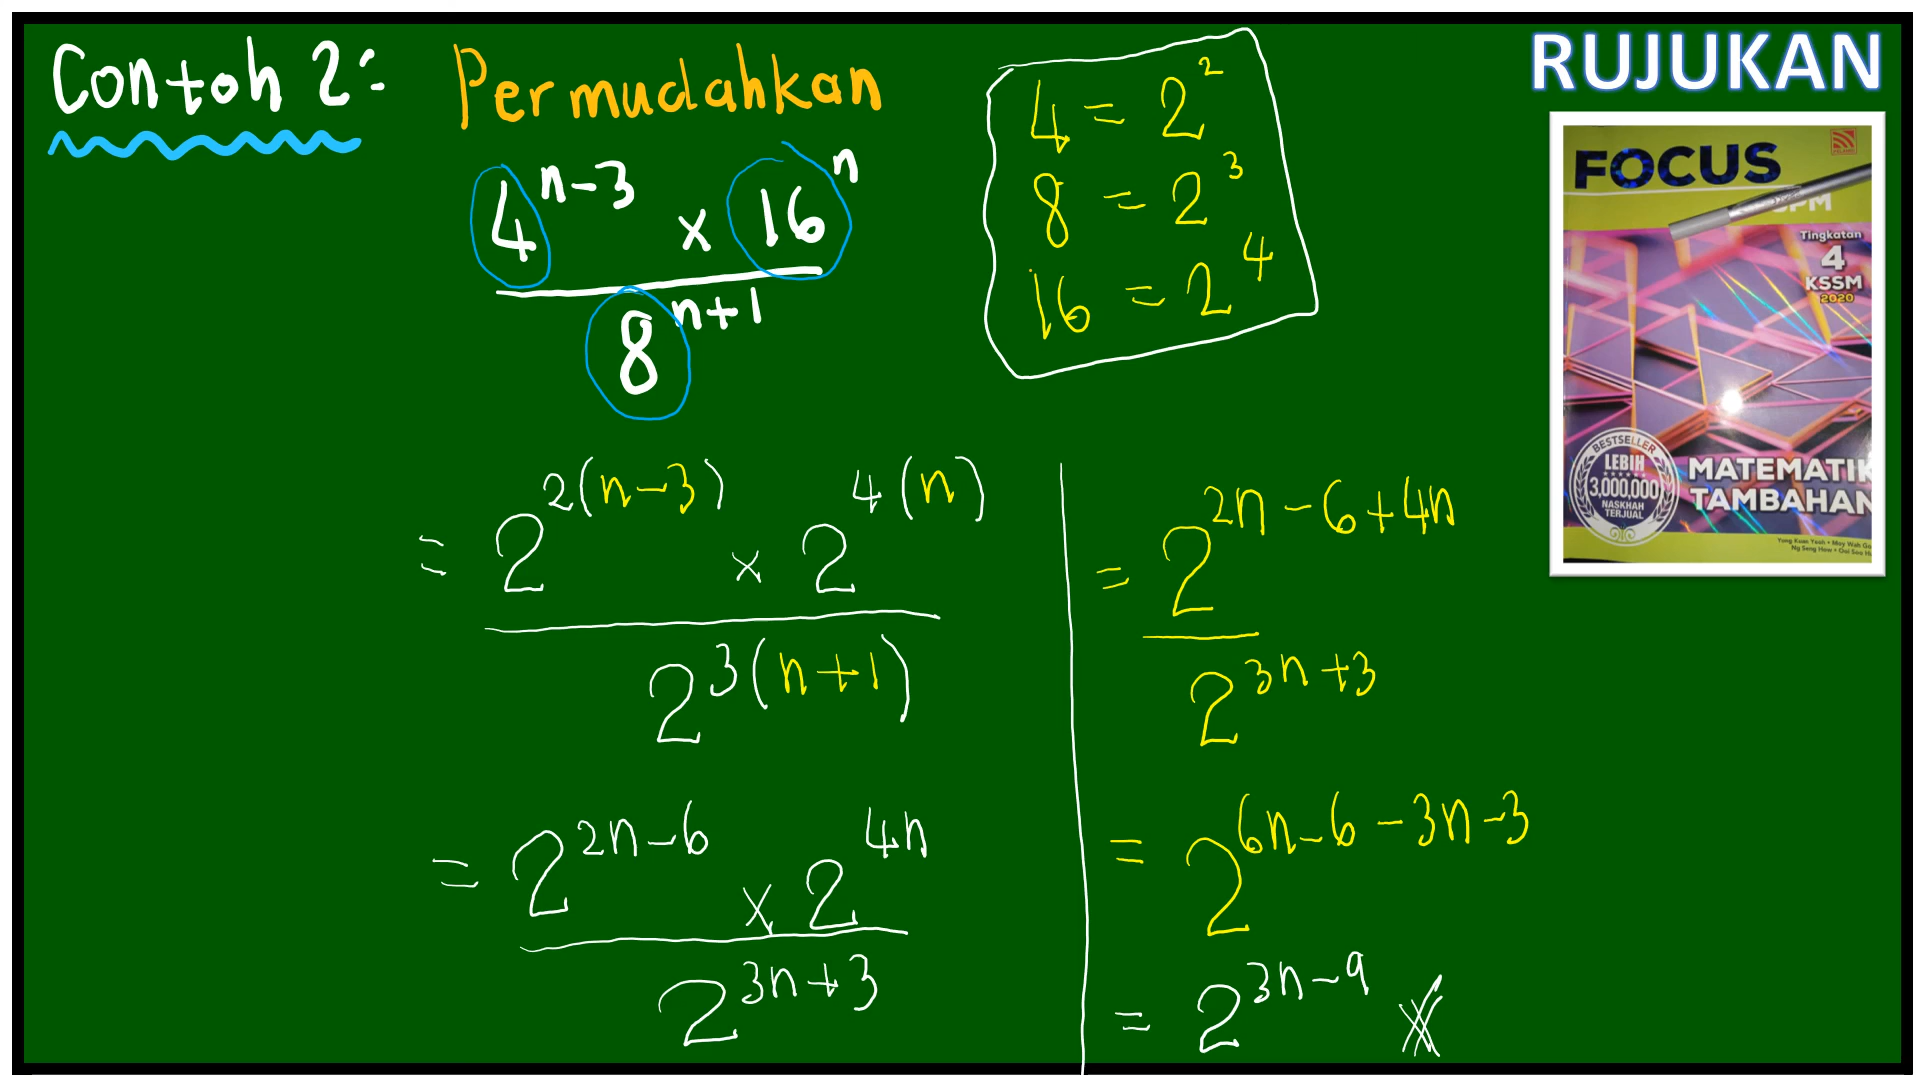 Contoh 2: Permudahkan
4^(n-3) × 16^n
8^(n+1)
4 = 2^2
8 = 2^3
16 = 2^4
= 2^(2(n-3)) × 2^(4(n))
2^(3(n+1))
= 2^(2n-6) × 2^(4n)
2^(3n+3)
= 2^(2n-6+4n)
2^(3n+3)
= 2^(6n-6-3n-3)
= 2^(3n-9)
RUJUKAN
FOCUS
SPM
Tingkatan
4
KSSM
2020
BESTSELLER
LEBIH
3,000,000
NASKHAH
TERJUAL
MATEMATIK
TAMBAHAN